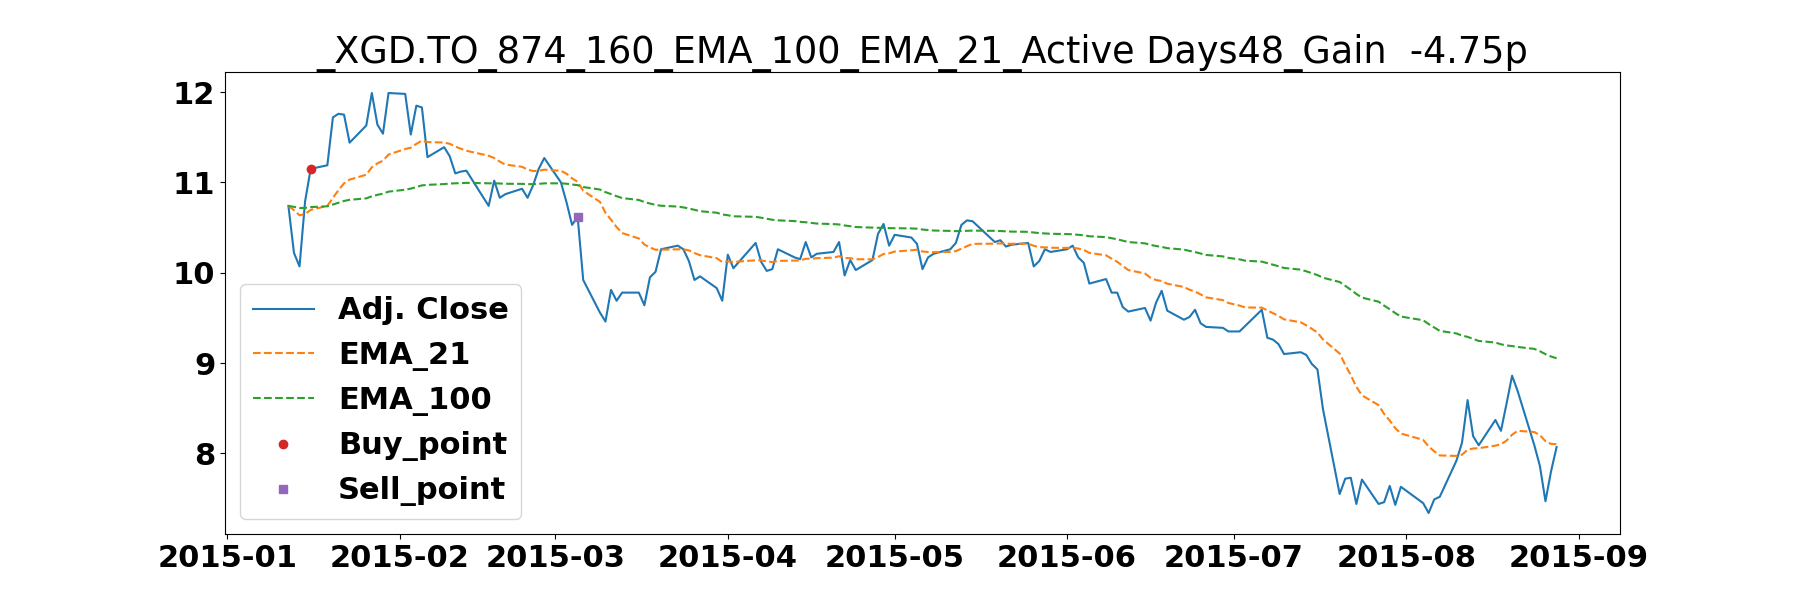 _XGD.TO_874_160_EMA_100_EMA_21_Active Days48_Gain  -4.75p
12
11
10
9
8
Adj. Close
EMA_21
EMA_100
Buy_point
Sell_point
2015-01 2015-02 2015-03 2015-04 2015-05 2015-06 2015-07 2015-08 2015-09